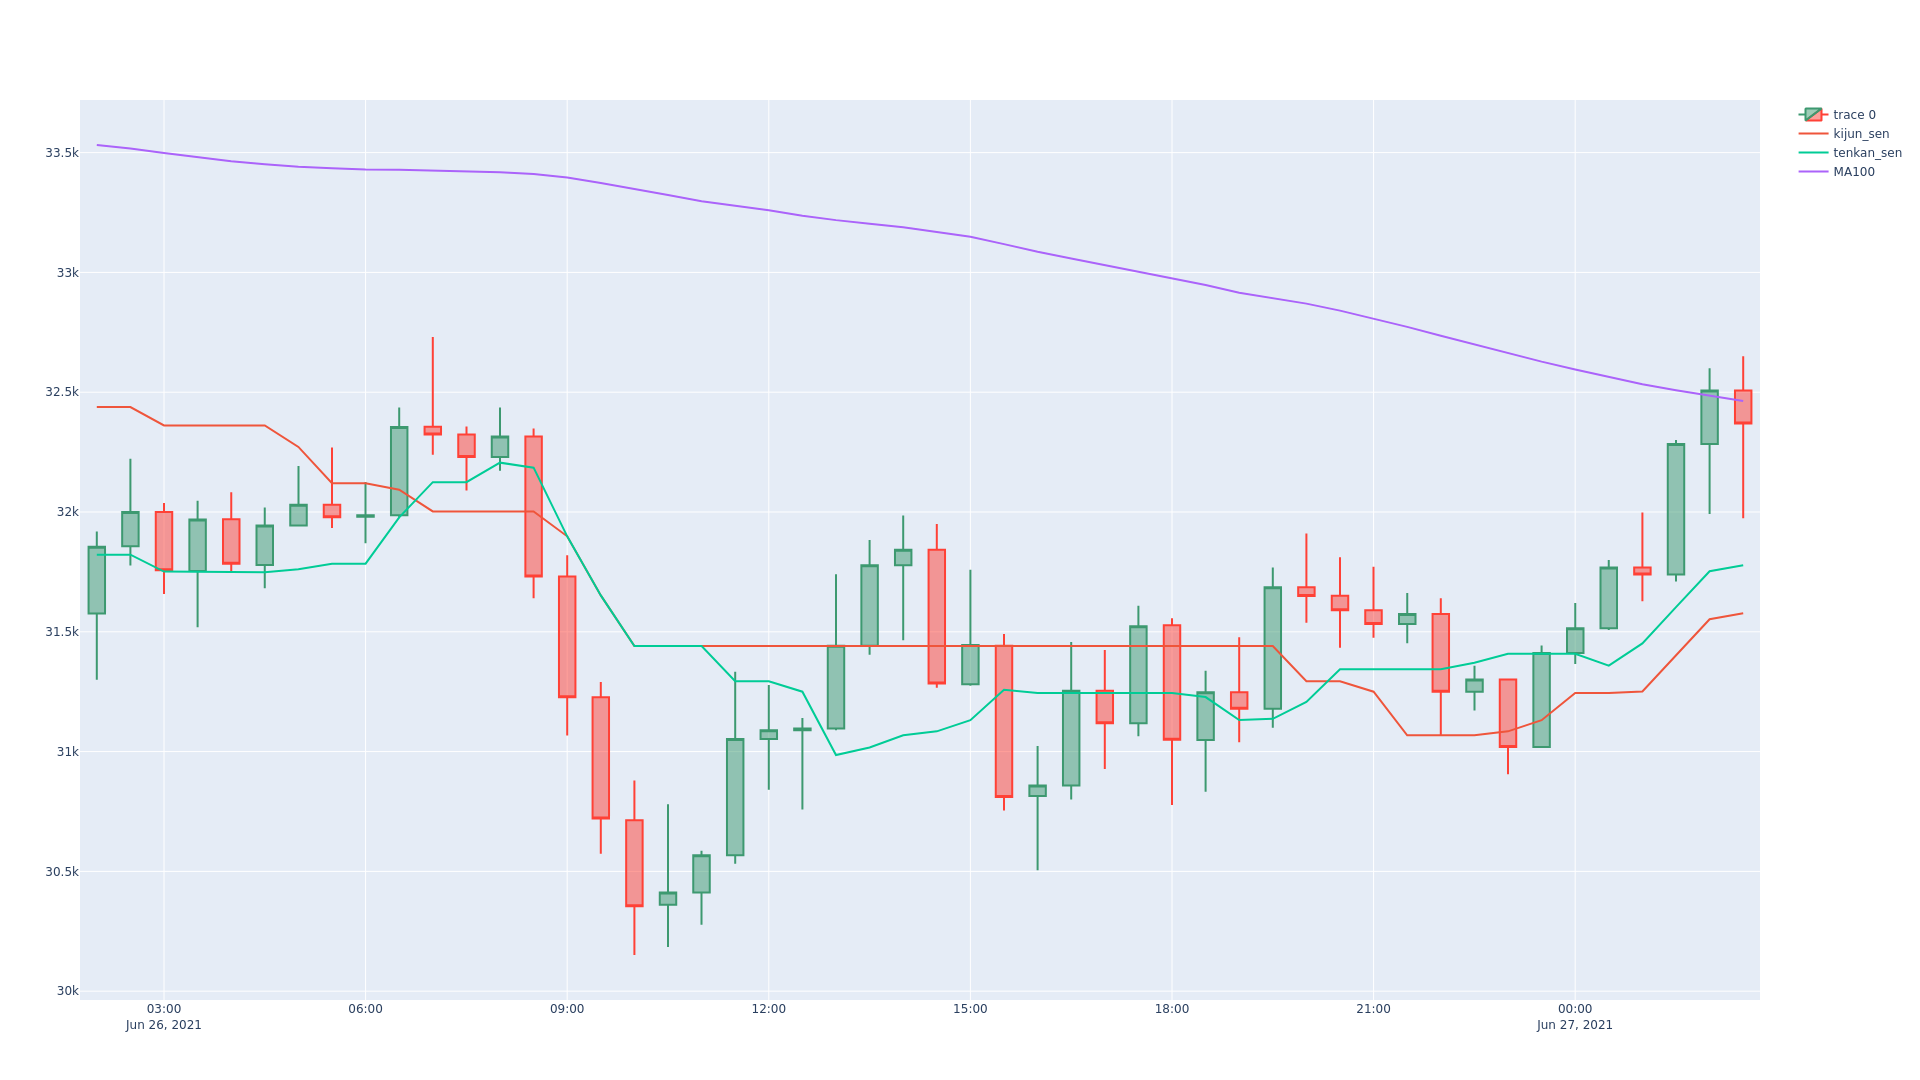 trace 0
kijun_sen
tenkan_sen
MA100
33.5k
33k
32.5k
32k
31.5k
31k
30.5k
30k
03:00 06:00 09:00 12:00 15:00 18:00 21:00 00:00
Jun 26, 2021 Jun 27, 2021